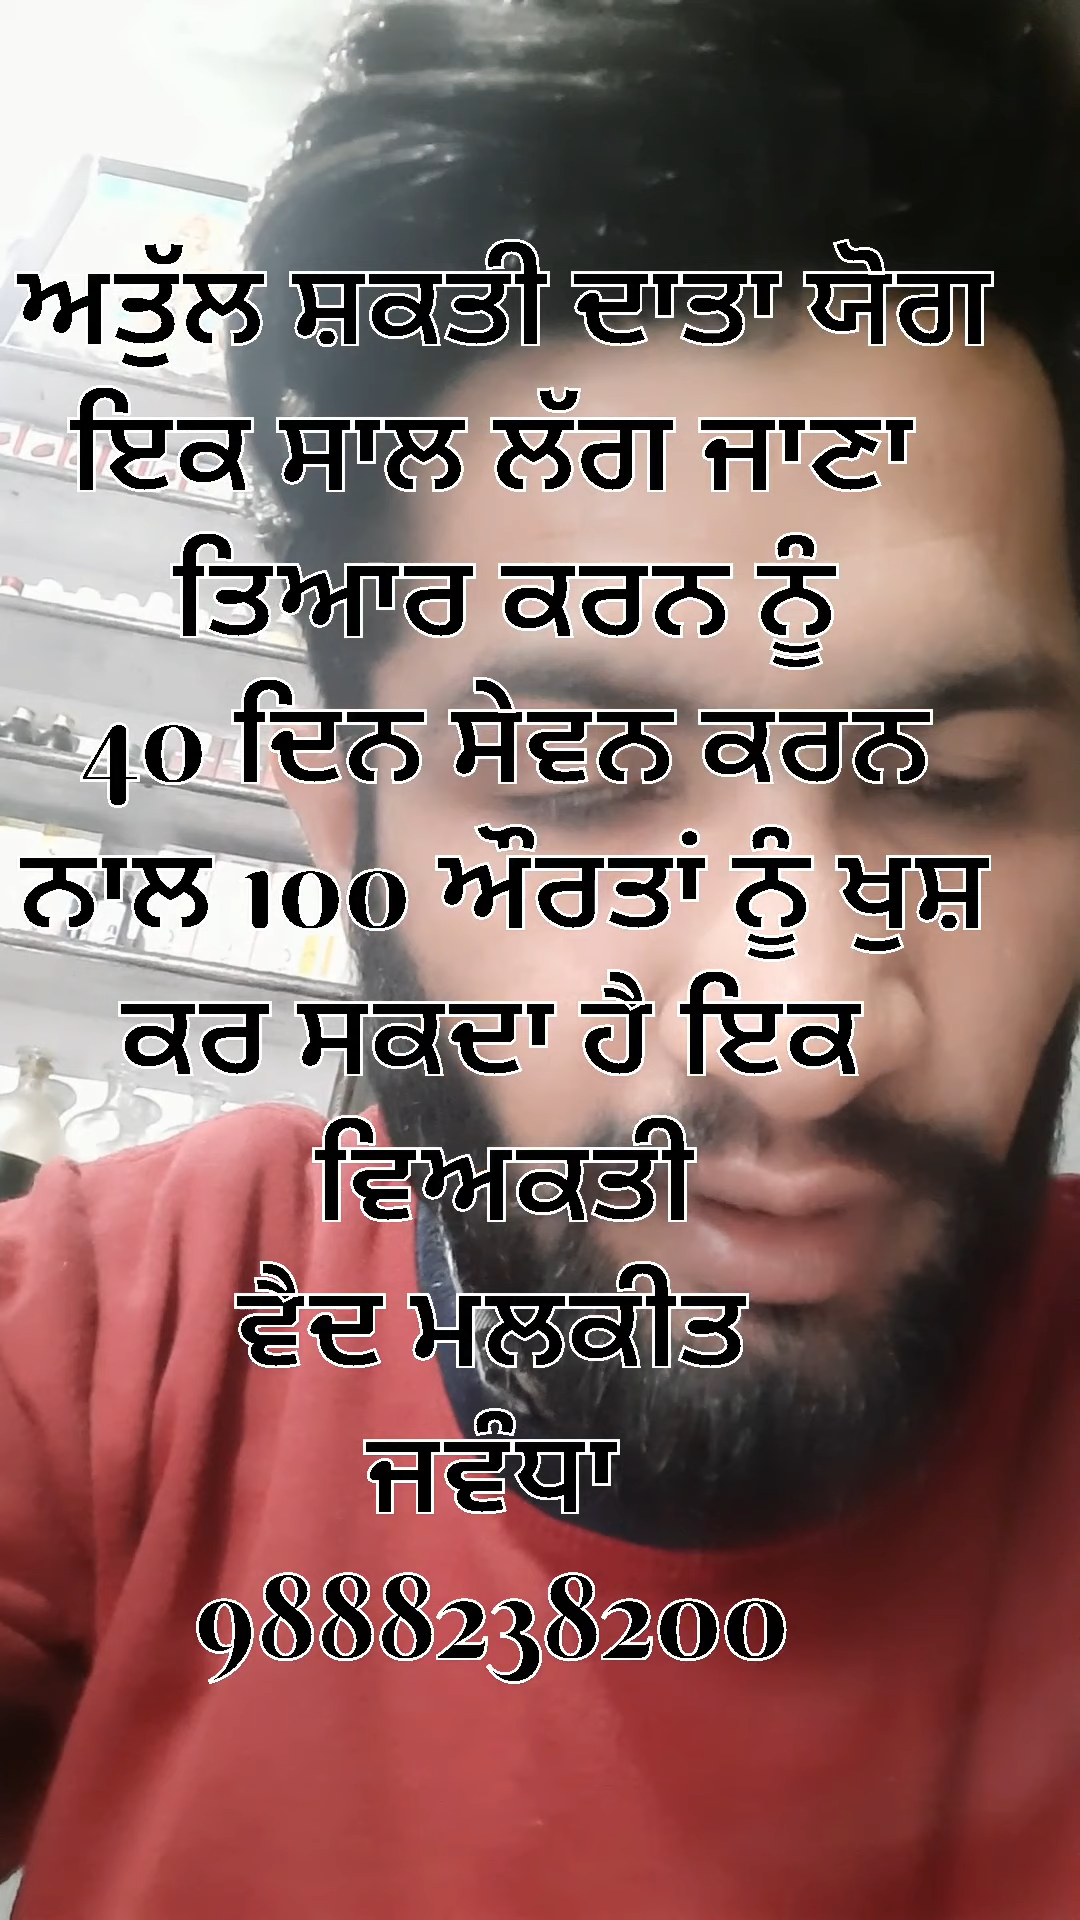 ਅਤੁੱਲ ਸ਼ਕਤੀ ਦਾਤਾ ਯੋਗ
ਇਕ ਸਾਲ ਲੱਗ ਜਾਣਾ
ਤਿਆਰ ਕਰਨ ਨੂੰ
40 ਦਿਨ ਸੇਵਨ ਕਰਨ
ਨਾਲ 100 ਔਰਤਾਂ ਨੂੰ ਖੁਸ਼
ਕਰ ਸਕਦਾ ਹੈ ਇਕ
ਵਿਅਕਤੀ
ਵੈਦ ਮਲਕੀਤ
ਜਵੰਧਾ
9888238200